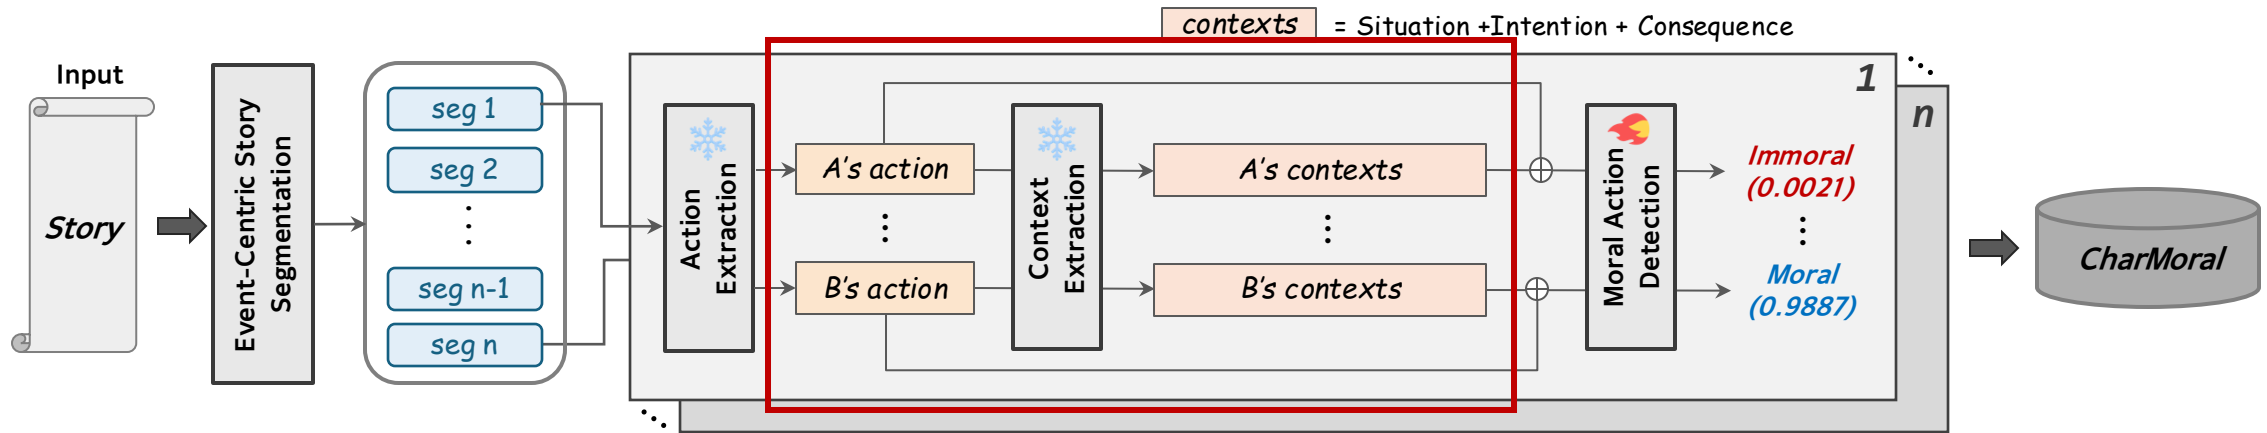 contexts = Situation +Intention + Consequence
Input
Story
Event-Centric Story
Segmentation
seg 1
seg 2
seg n-1
seg n
1
n
Action
Extraction
A's action
B's action
Context
Extraction
A's contexts
B's contexts
Moral Action
Detection
Immoral
(0.0021)
Moral
(0.9887)
CharMoral